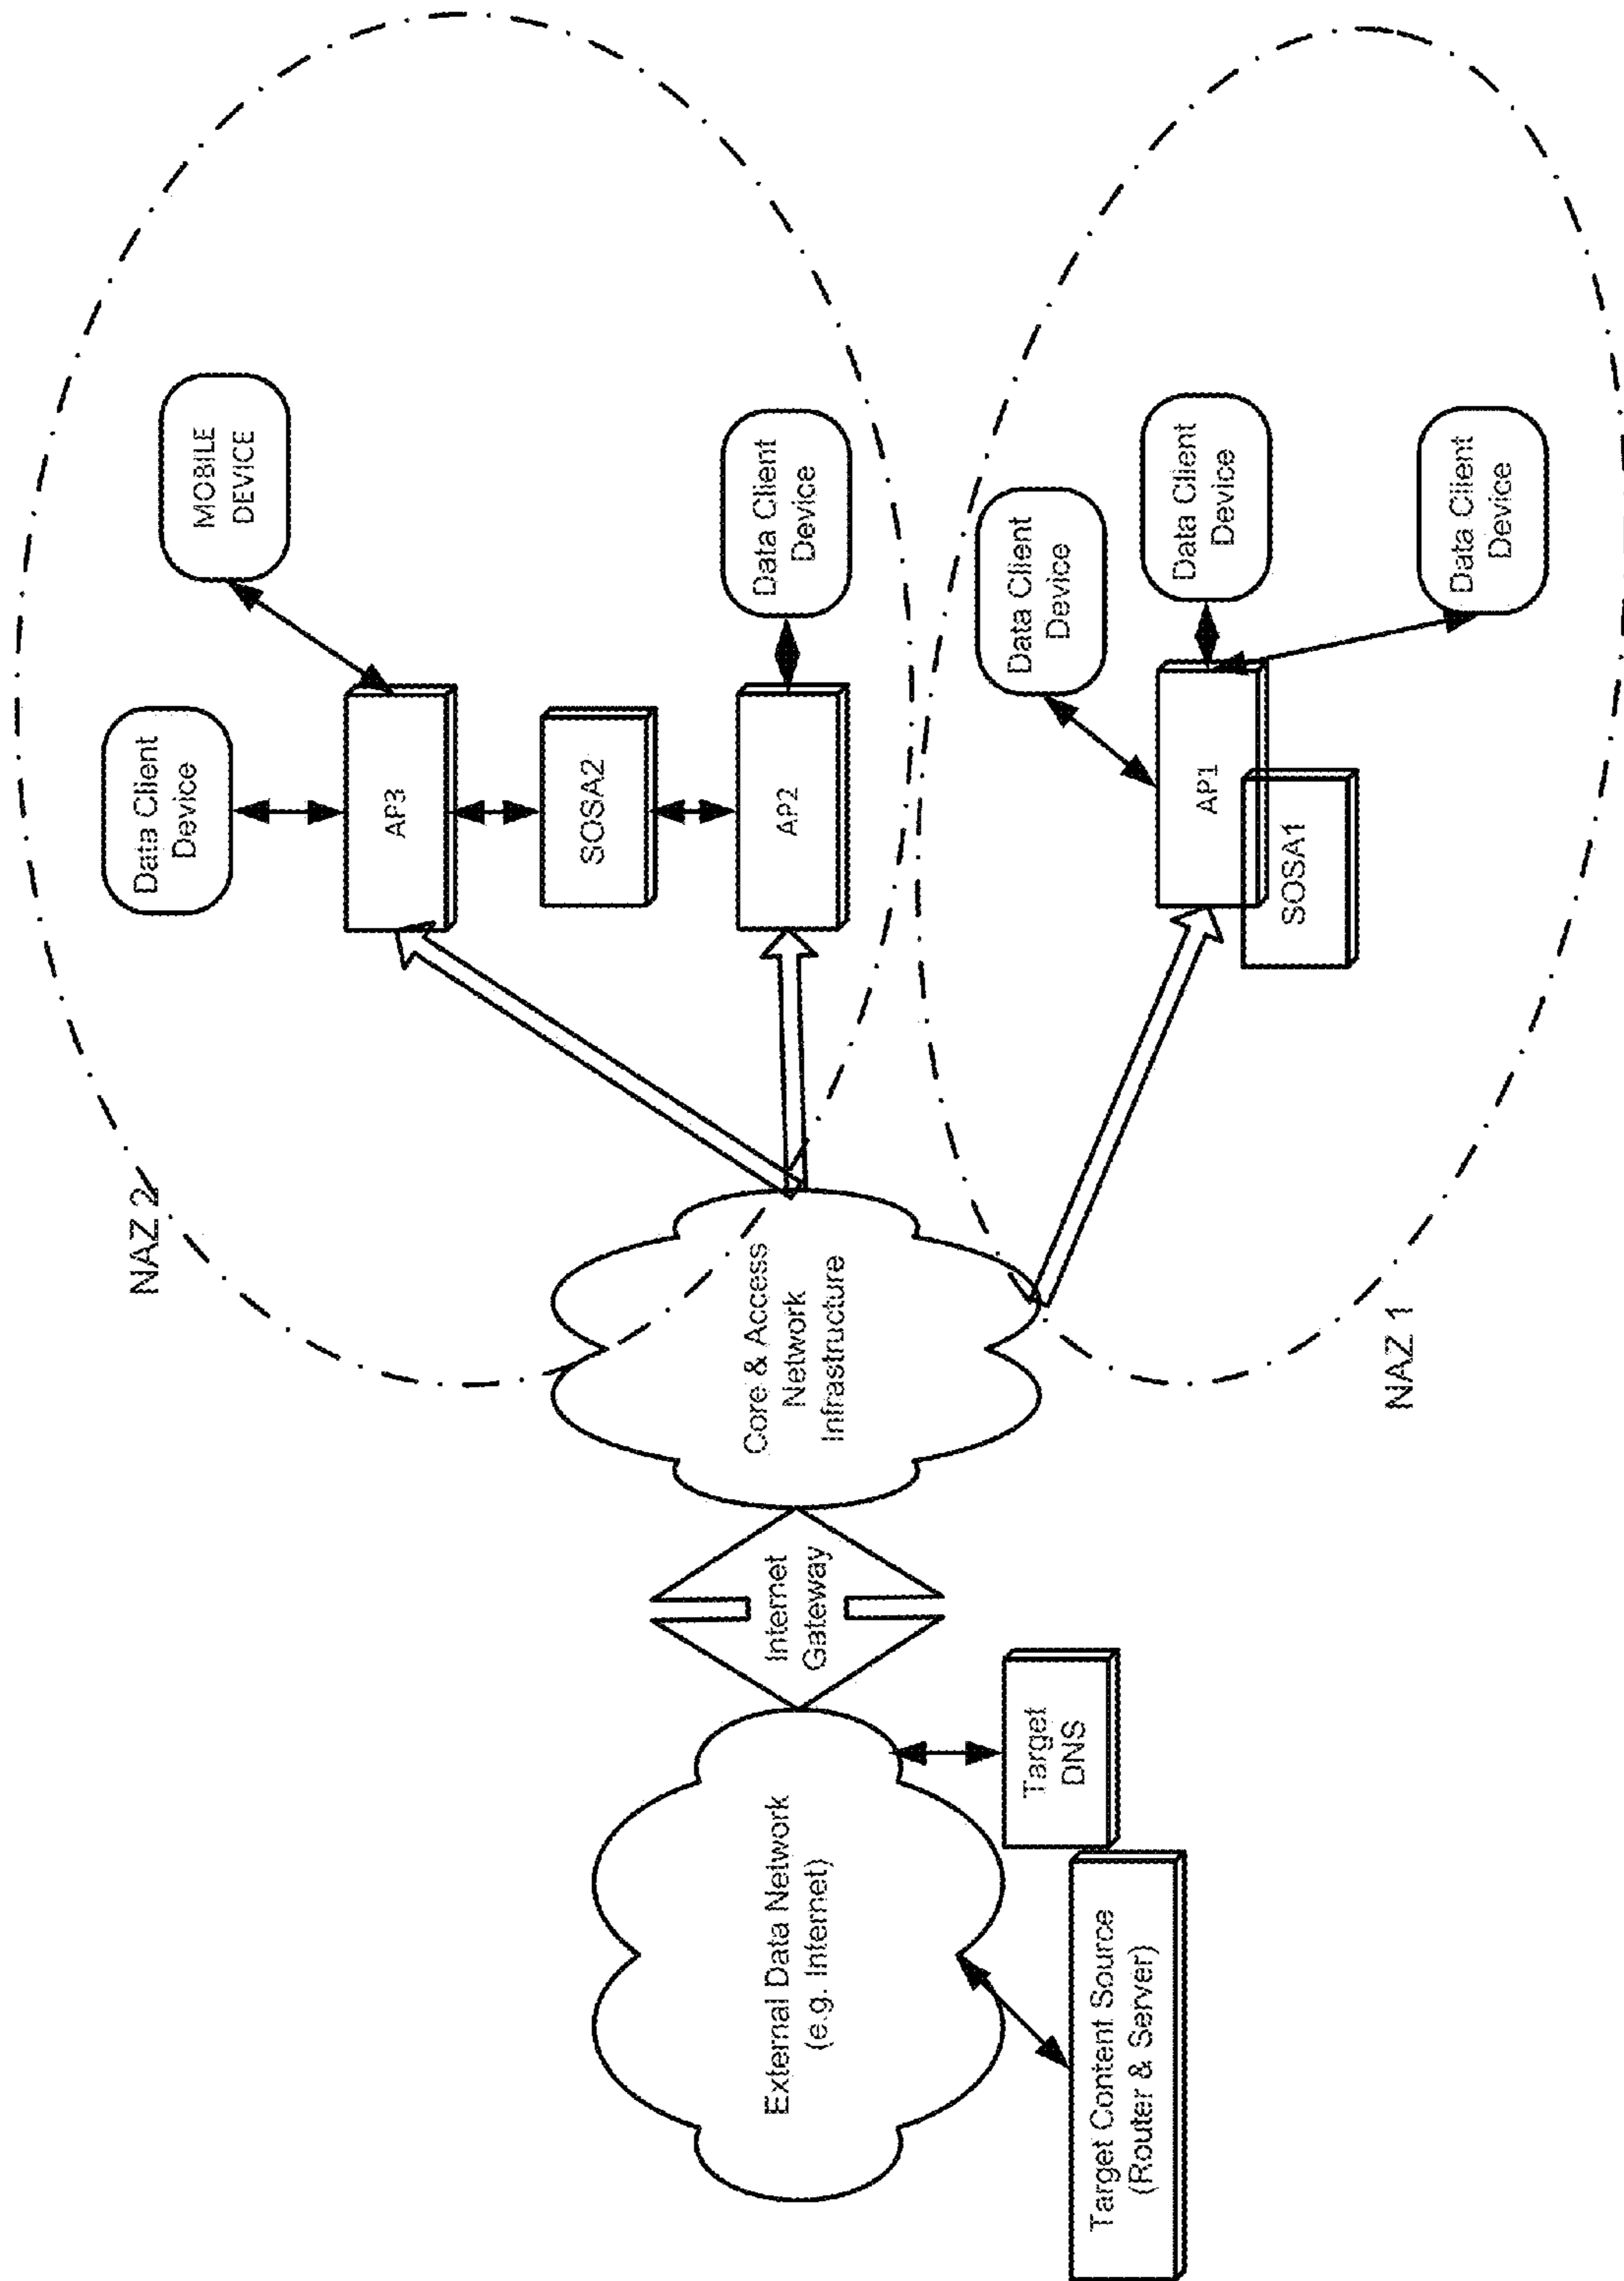 NAZ 2
Data Client
Device
MOBILE
DEVICE
AP3
SOSA2
AP2
Data Client
Device
External Data Network
(e.g. Internet)
Internet
Gateway
Core & Access
Network
Infrastructure
Target
DNS
Target Content Source
(Router & Server)
Data Client
Device
Data Client
Device
Data Client
Device
AP1
SOSA1
NAZ 1